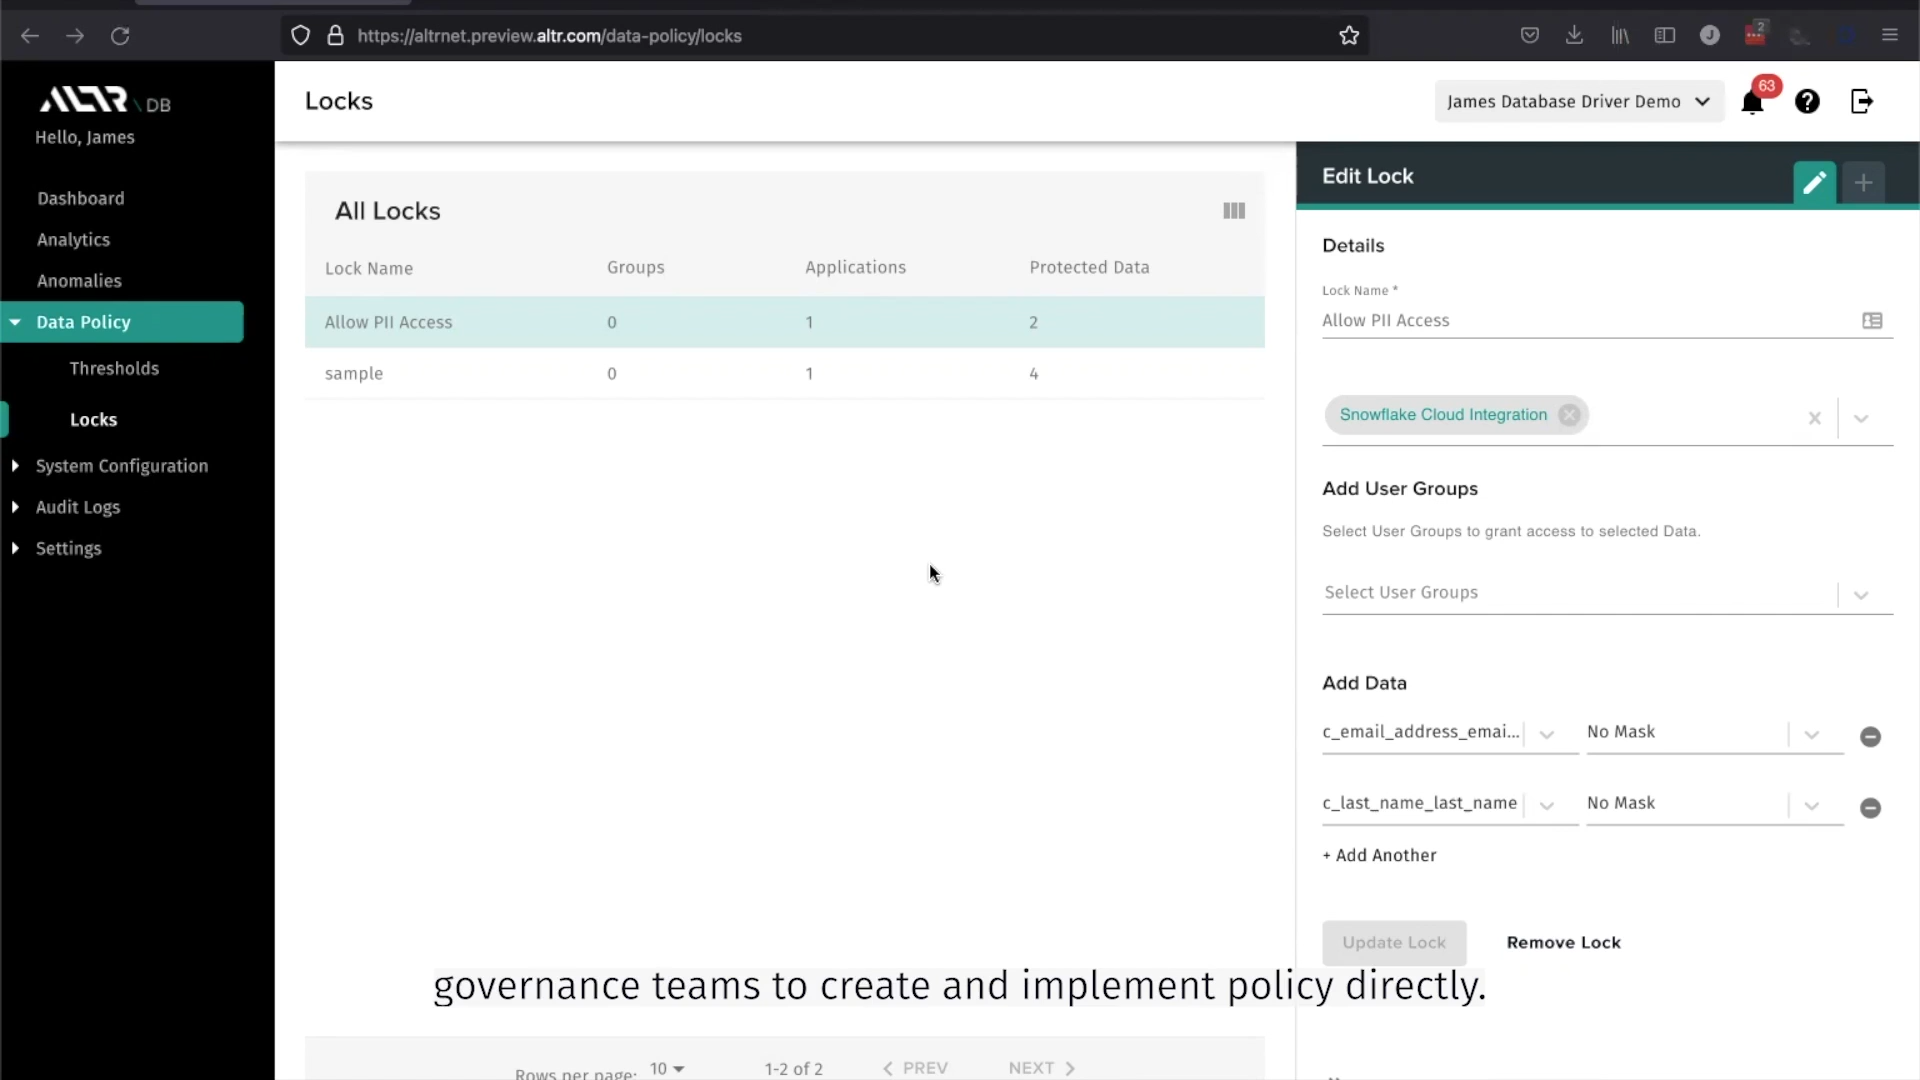 https://altrnet.preview.altr.com/data-policy/locks
2
ALTR \ DB
Hello, James
Dashboard
Analytics
Anomalies
Data Policy
Thresholds
Locks
System Configuration
Audit Logs
Settings
Locks
James Database Driver Demo
63
?
J
All Locks
Lock Name Groups Applications Protected Data
Allow PII Access 0 1 2
sample 0 1 4
Rows per page: 10 1-2 of 2 PREV NEXT
Edit Lock
Details
Lock Name *
Allow PII Access
Snowflake Cloud Integration
Add User Groups
Select User Groups to grant access to selected Data.
Select User Groups
Add Data
c_email_address_emai... No Mask
c_last_name_last_name No Mask
+ Add Another
Update Lock Remove Lock
governance teams to create and implement policy directly.